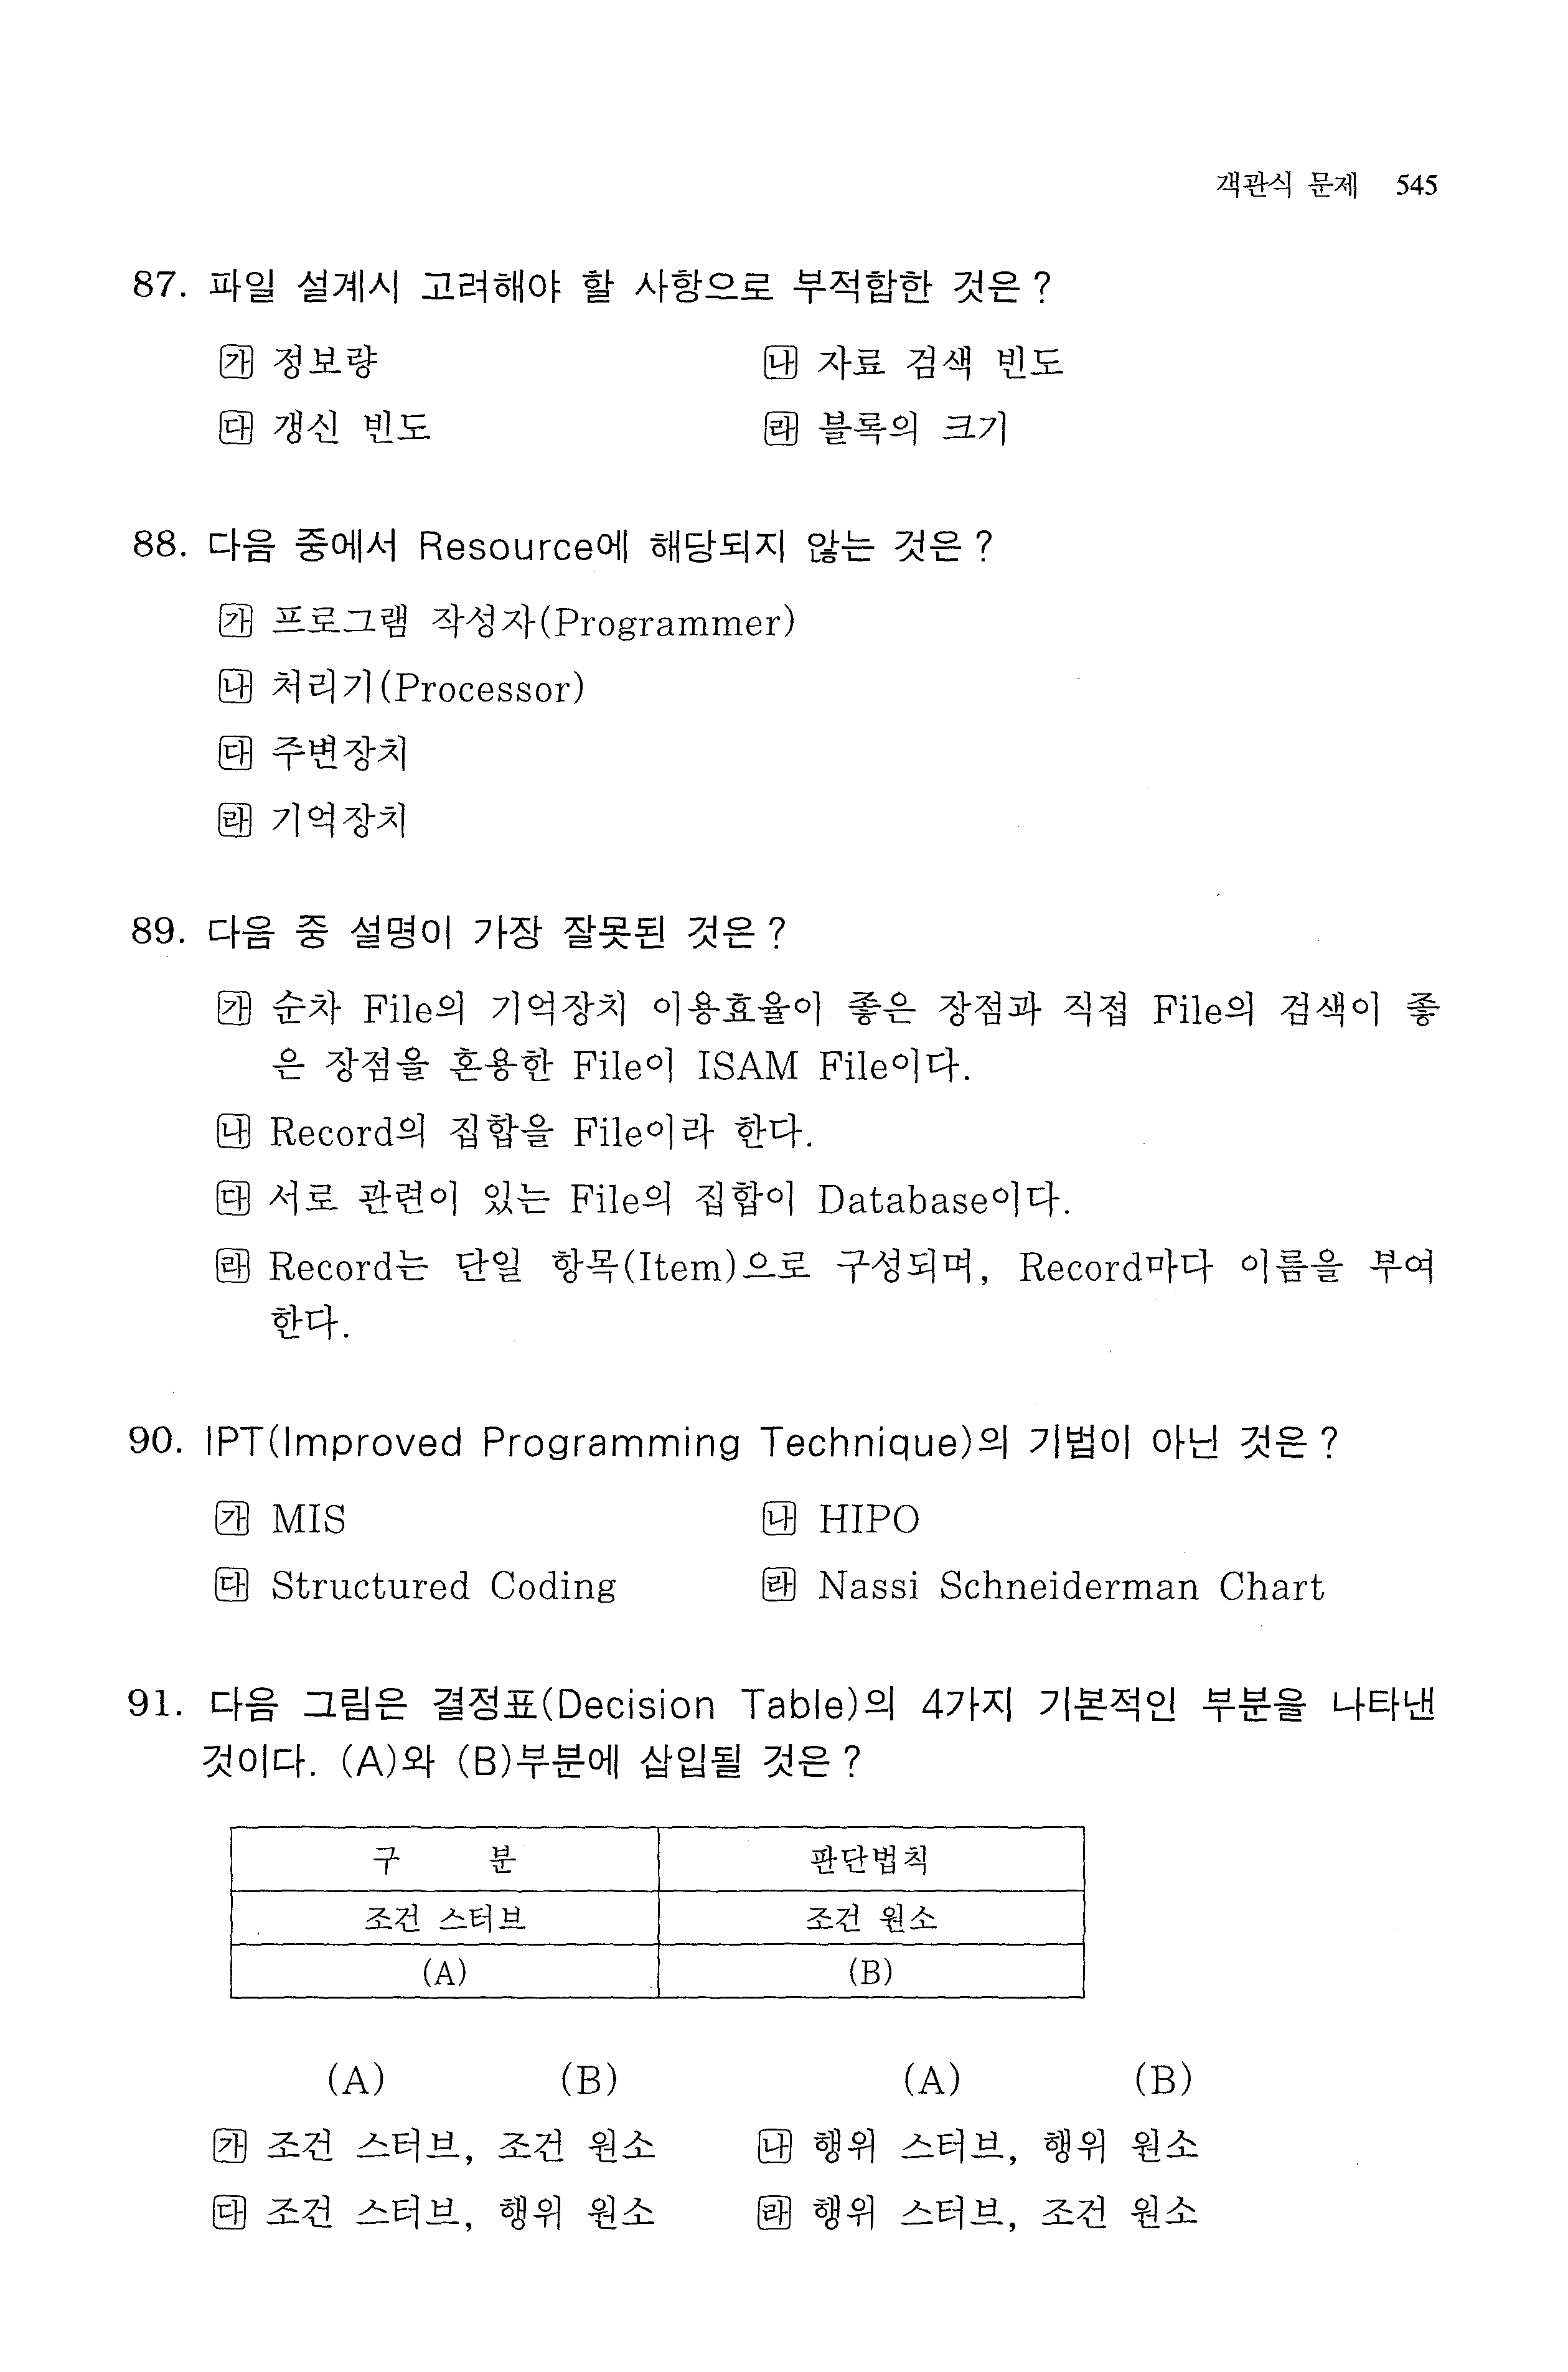 객관식 문제 545
87. 파일 설계시 고려해야 할 사항으로 부적합한 것은?
㉮ 정보량 ㉯ 자료 검색 빈도
㉰ 갱신 빈도 ㉱ 블록의 크기
88. 다음 중에서 Resource에 해당되지 않는 것은?
㉮ 프로그램 작성자(Programmer)
㉯ 처리기(Processor)
㉰ 주변장치
㉱ 기억장치
89. 다음 중 설명이 가장 잘못된 것은?
㉮ 순차 File의 기억장치 이용효율이 좋은 장점과 직접 File의 검색이 좋
은 장점을 혼용한 File이 ISAM File이다.
㉯ Record의 집합을 File이라 한다.
㉰ 서로 관련이 있는 File의 집합이 Database이다.
㉱ Record는 단일 항목(Item)으로 구성되며, Record마다 이름을 부여
한다.
90. IPT(Improved Programming Technique)의 기법이 아닌 것은?
㉮ MIS ㉯ HIPO
㉰ Structured Coding ㉱ Nassi Schneiderman Chart
91. 다음 그림은 결정표(Decision Table)의 4가지 기본적인 부분을 나타낸
것이다. (A)와 (B)부분에 삽입될 것은?
구 분 판단법칙
조건 스터브 조건 원소
(A) (B)
(A) (B) (A) (B)
㉮ 조건 스터브, 조건 원소 ㉯ 행위 스터브, 행위 원소
㉰ 조건 스터브, 행위 원소 ㉱ 행위 스터브, 조건 원소